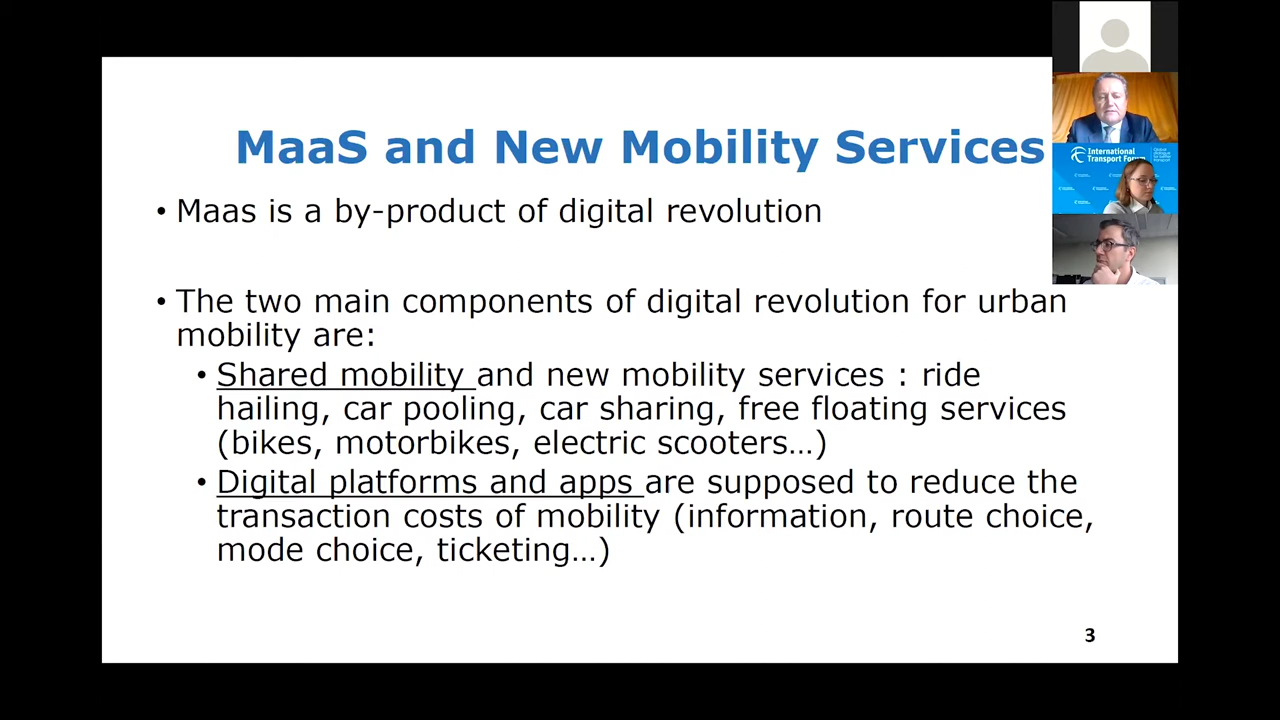 MaaS and New Mobility Services
• Maas is a by-product of digital revolution
• The two main components of digital revolution for urban
mobility are:
• Shared mobility and new mobility services : ride
hailing, car pooling, car sharing, free floating services
(bikes, motorbikes, electric scooters…)
• Digital platforms and apps are supposed to reduce the
transaction costs of mobility (information, route choice,
mode choice, ticketing…)
3
International
Transport Forum